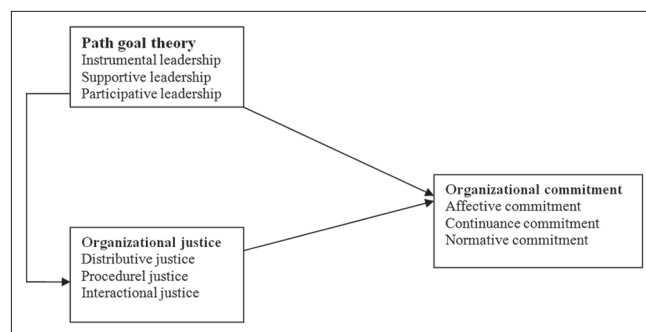 Path goal theory
Instrumental leadership
Supportive leadership
Participative leadership
Organizational commitment
Affective commitment
Continuance commitment
Normative commitment
Organizational justice
Distributive justice
Procedurel justice
Interactional justice